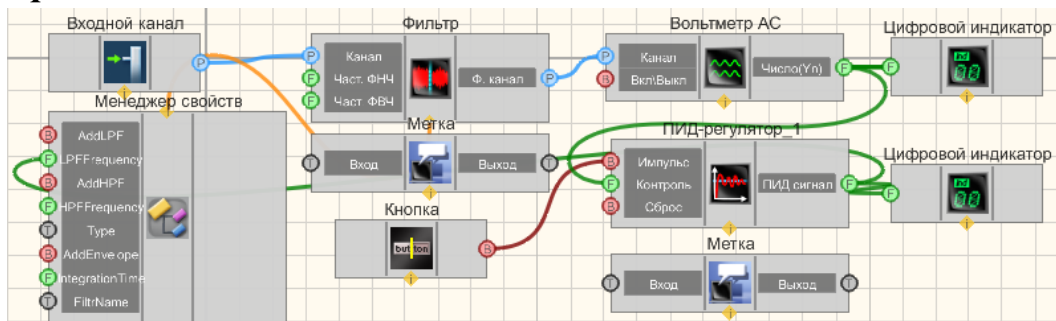 Входной канал
Фильтр
Канал
Част. ФНЧ
Част. ФВЧ
Ф. канал
Вольтметр AC
Канал
Вкл\Выкл
Число(Yn)
Цифровой индикатор
Менеджер свойств
AddLPF
LPFFrequency
AddHPF
HPFFrequency
Type
AddEnvelope
IntegrationTime
FiltrName
Метка
Вход
Выход
ПИД-регулятор_1
Импульс
Контроль
Сброс
ПИД сигнал
Цифровой индикатор
Кнопка
button
Метка
Вход
Выход